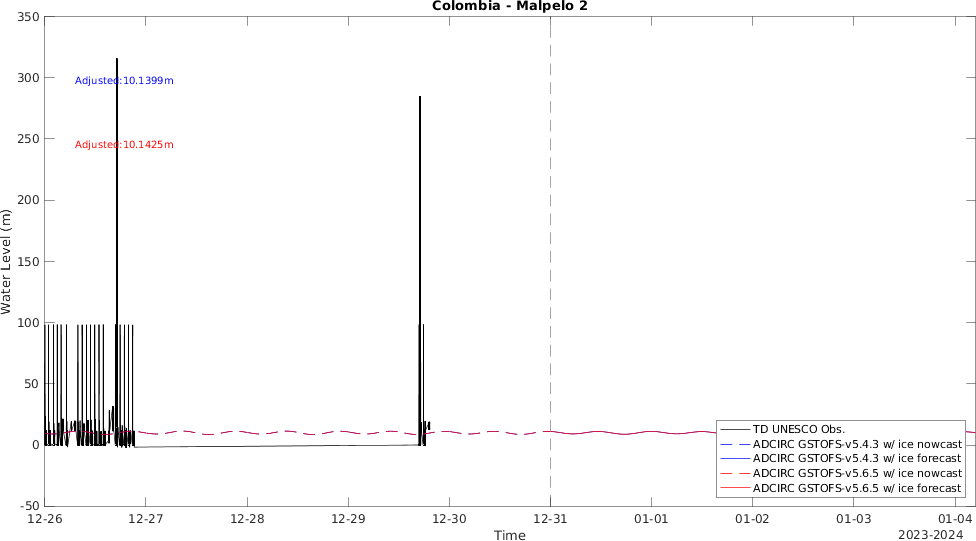 Colombia - Malpelo 2
350
300
250
200
150
100
50
0
-50
Water Level (m)
Adjusted:10.1399m
Adjusted:10.1425m
TD UNESCO Obs.
ADCIRC GSTOFS-v5.4.3 w/ ice nowcast
ADCIRC GSTOFS-v5.4.3 w/ ice forecast
ADCIRC GSTOFS-v5.6.5 w/ ice nowcast
ADCIRC GSTOFS-v5.6.5 w/ ice forecast
12-26 12-27 12-28 12-29 12-30 12-31 01-01 01-02 01-03 01-04
Time
2023-2024